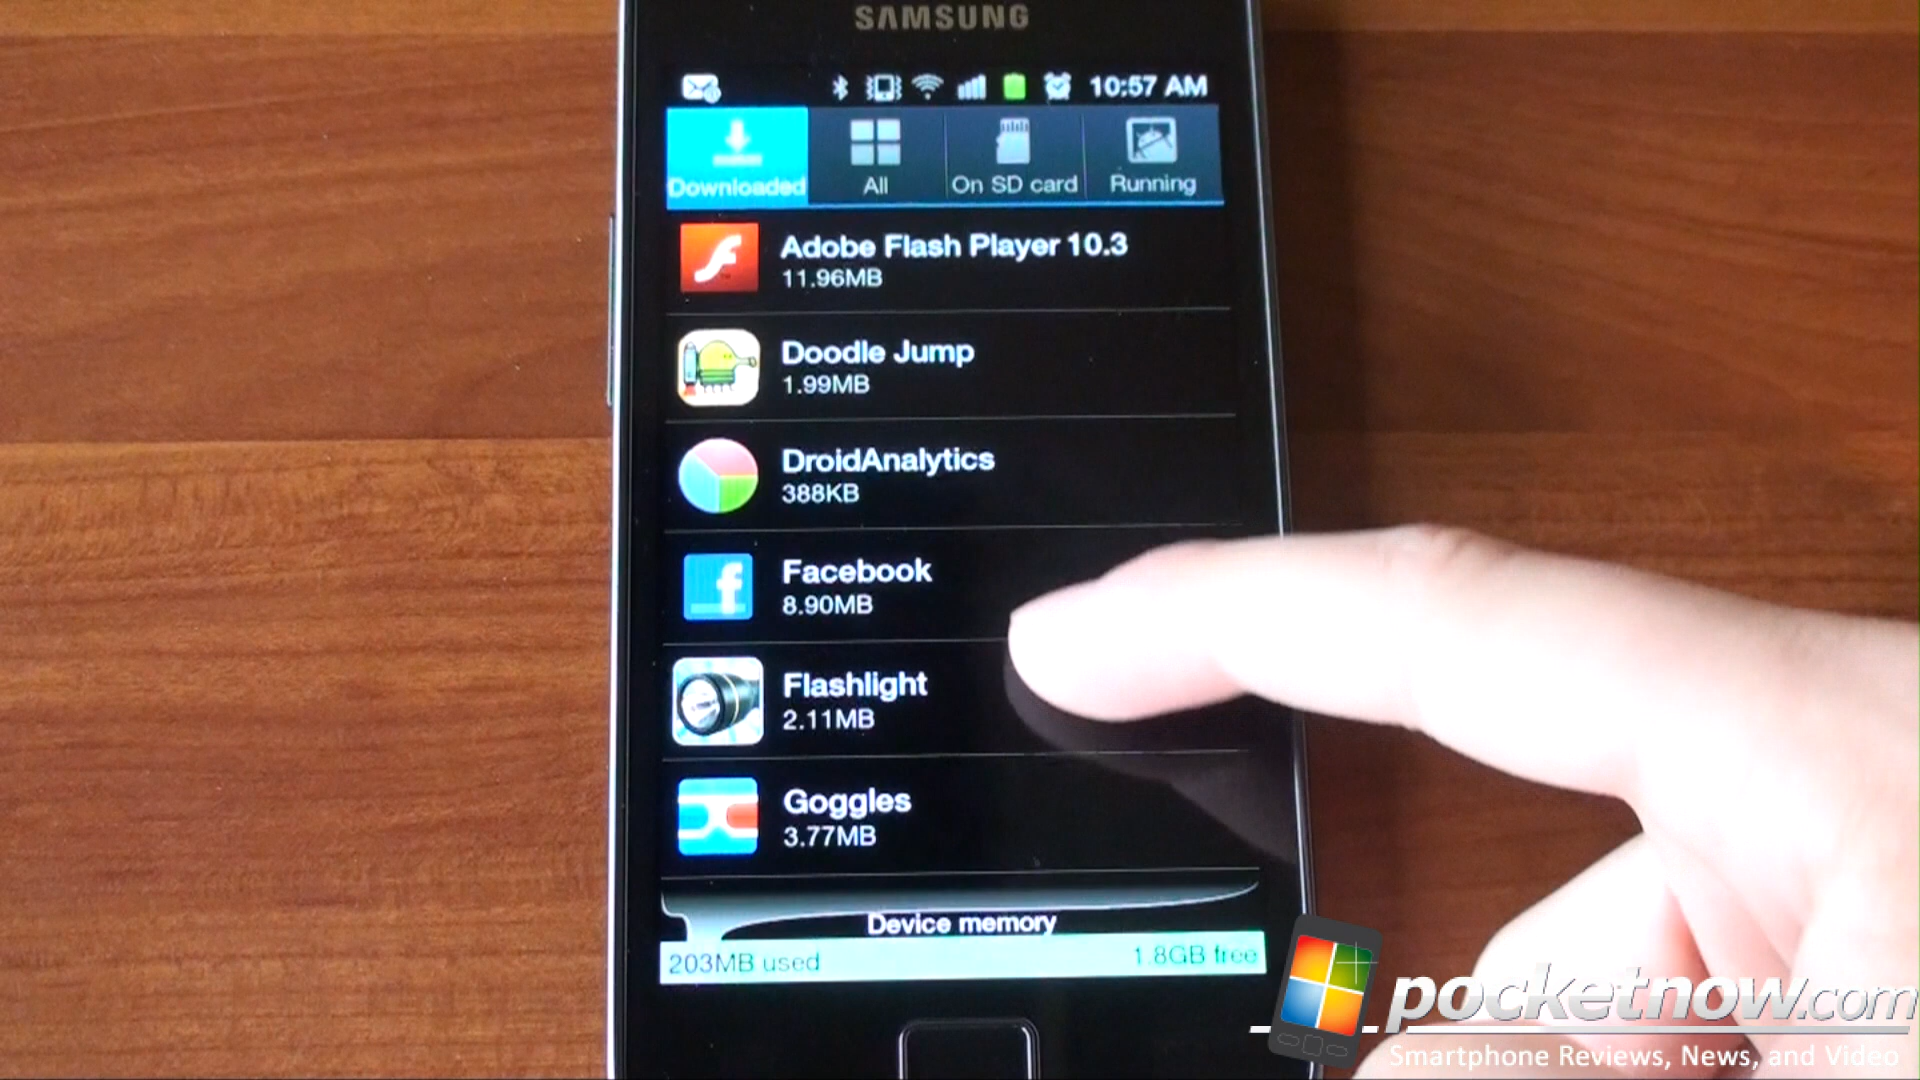 SAMSUNG
10:57 AM
Downloaded
All
On SD card
Running
Adobe Flash Player 10.3
11.96MB
Doodle Jump
1.99MB
DroidAnalytics
388KB
Facebook
8.90MB
Flashlight
2.11MB
Goggles
3.77MB
Device memory
203MB used
1.8GB free
pocketnow.com
Smartphone Reviews, News, and Video